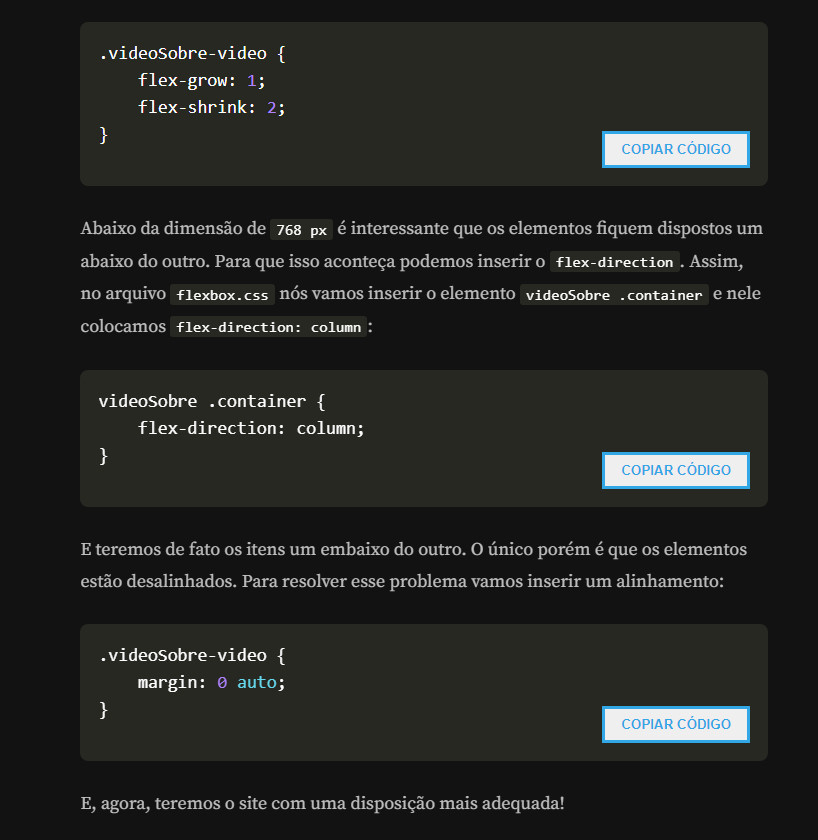 .videoSobre-video {
    flex-grow: 1;
    flex-shrink: 2;
}
COPIAR CÓDIGO
Abaixo da dimensão de 768 px é interessante que os elementos fiquem dispostos um
abaixo do outro. Para que isso aconteça podemos inserir o flex-direction. Assim,
no arquivo flexbox.css nós vamos inserir o elemento videoSobre .container e nele
colocamos flex-direction: column:
videoSobre .container {
    flex-direction: column;
}
COPIAR CÓDIGO
E teremos de fato os itens um embaixo do outro. O único porém é que os elementos
estão desalinhados. Para resolver esse problema vamos inserir um alinhamento:
.videoSobre-video {
    margin: 0 auto;
}
COPIAR CÓDIGO
E, agora, teremos o site com uma disposição mais adequada!